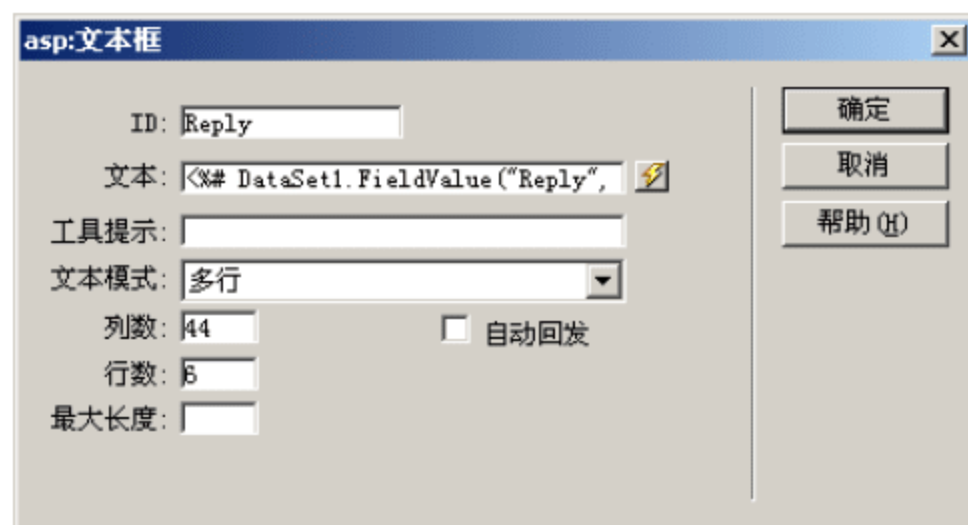 asp:文本框
ID: Reply
文本: <%# DataSet1.FieldValue("Reply",
工具提示:
文本模式: 多行
列数: 44
自动回发
行数: 6
最大长度:
确定
取消
帮助(H)